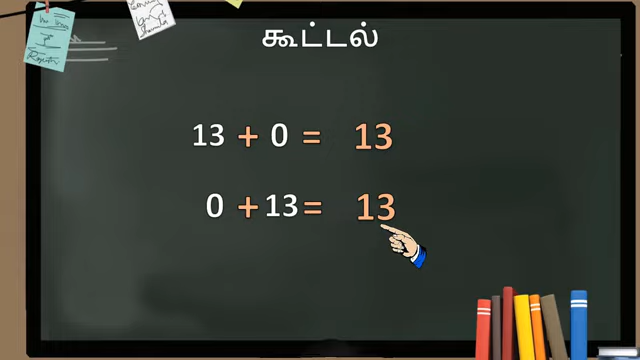 கூட்டல்
13 + 0 = 13
0 + 13 = 13